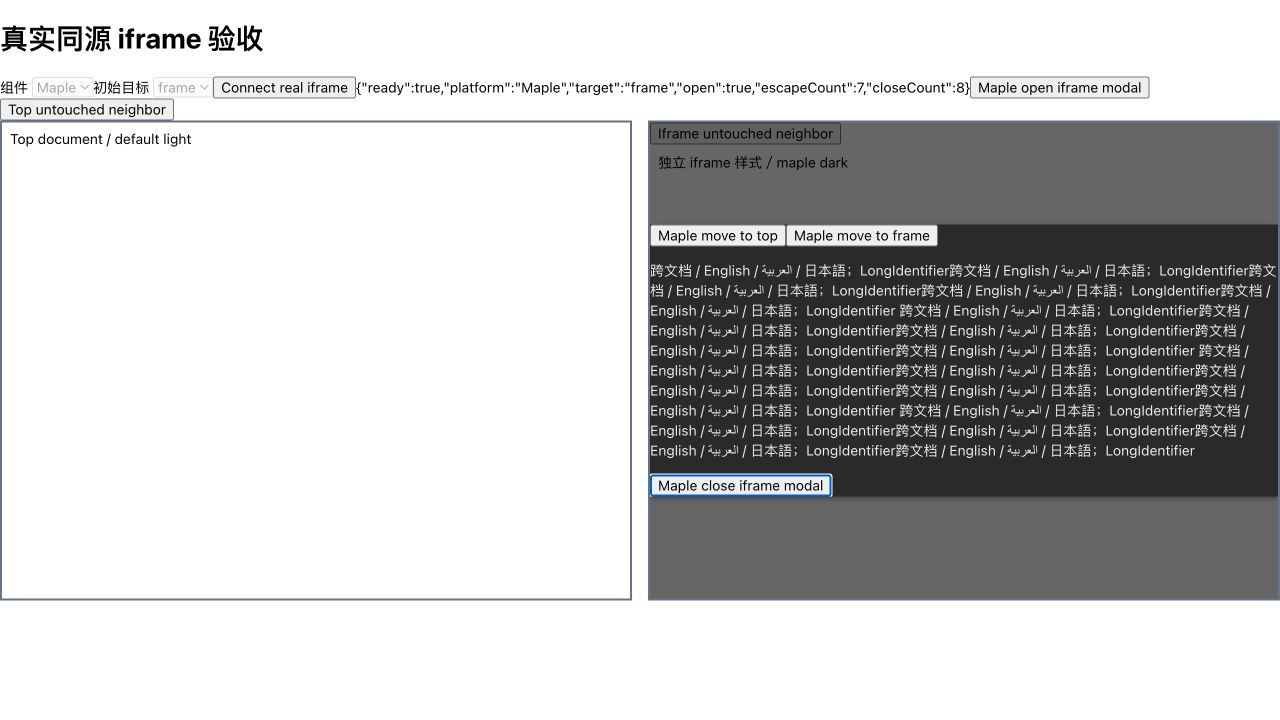 真实同源 iframe 验收
组件 Maple 初始目标 frame Connect real iframe {"ready":true,"platform":"Maple","target":"frame","open":true,"escapeCount":7,"closeCount":8} Maple open iframe modal
Top untouched neighbor
Top document / default light
Iframe untouched neighbor
独立 iframe 样式 / maple dark
Maple move to top Maple move to frame
跨文档 / English / العربية / 日本語；LongIdentifier跨文档 / English / العربية / 日本語；LongIdentifier跨文
档 / English / العربية / 日本語；LongIdentifier跨文档 / English / العربية / 日本語；LongIdentifier跨文档 /
English / العربية / 日本語；LongIdentifier 跨文档 / English / العربية / 日本語；LongIdentifier跨文档 /
English / العربية / 日本語；LongIdentifier跨文档 / English / العربية / 日本語；LongIdentifier跨文档 /
English / العربية / 日本語；LongIdentifier跨文档 / English / العربية / 日本語；LongIdentifier 跨文档 /
English / العربية / 日本語；LongIdentifier跨文档 / English / العربية / 日本語；LongIdentifier跨文档 /
English / العربية / 日本語；LongIdentifier跨文档 / English / العربية / 日本語；LongIdentifier跨文档 /
English / العربية / 日本語；LongIdentifier 跨文档 / English / العربية / 日本語；LongIdentifier跨文档 /
English / العربية / 日本語；LongIdentifier跨文档 / English / العربية / 日本語；LongIdentifier跨文档 /
English / العربية / 日本語；LongIdentifier跨文档 / English / العربية / 日本語；LongIdentifier
Maple close iframe modal